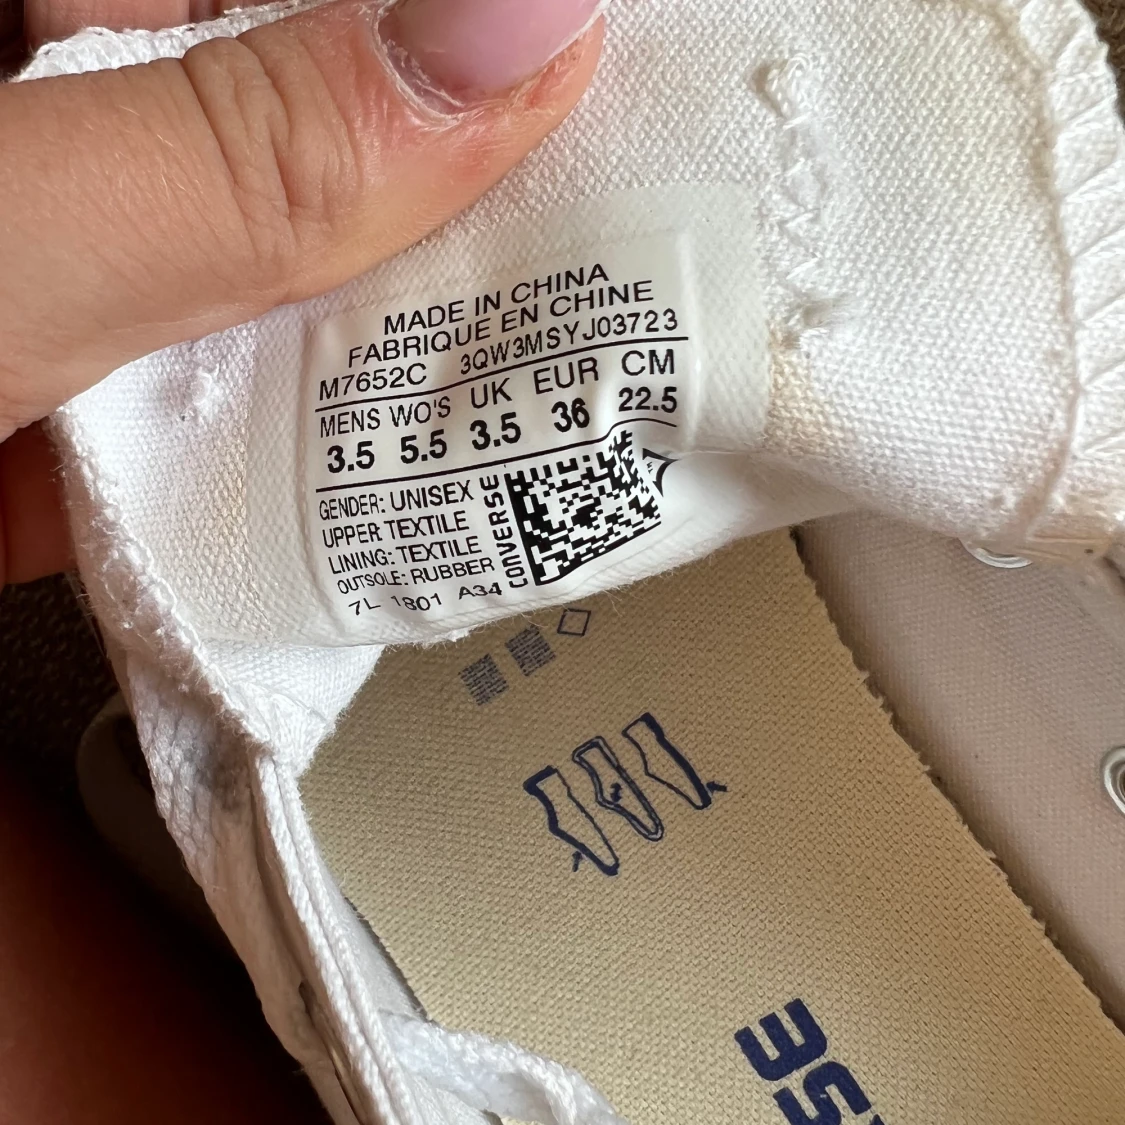 MADE IN CHINA
FABRIQUE EN CHINE
M7652C 3QW3MSYJ03723
MENS WO'S UK EUR CM
3.5 5.5 3.5 36 22.5
GENDER: UNISEX
UPPER TEXTILE
LINING: TEXTILE
OUTSOLE: RUBBER
7L 1801 A34
CONVERSE
SE